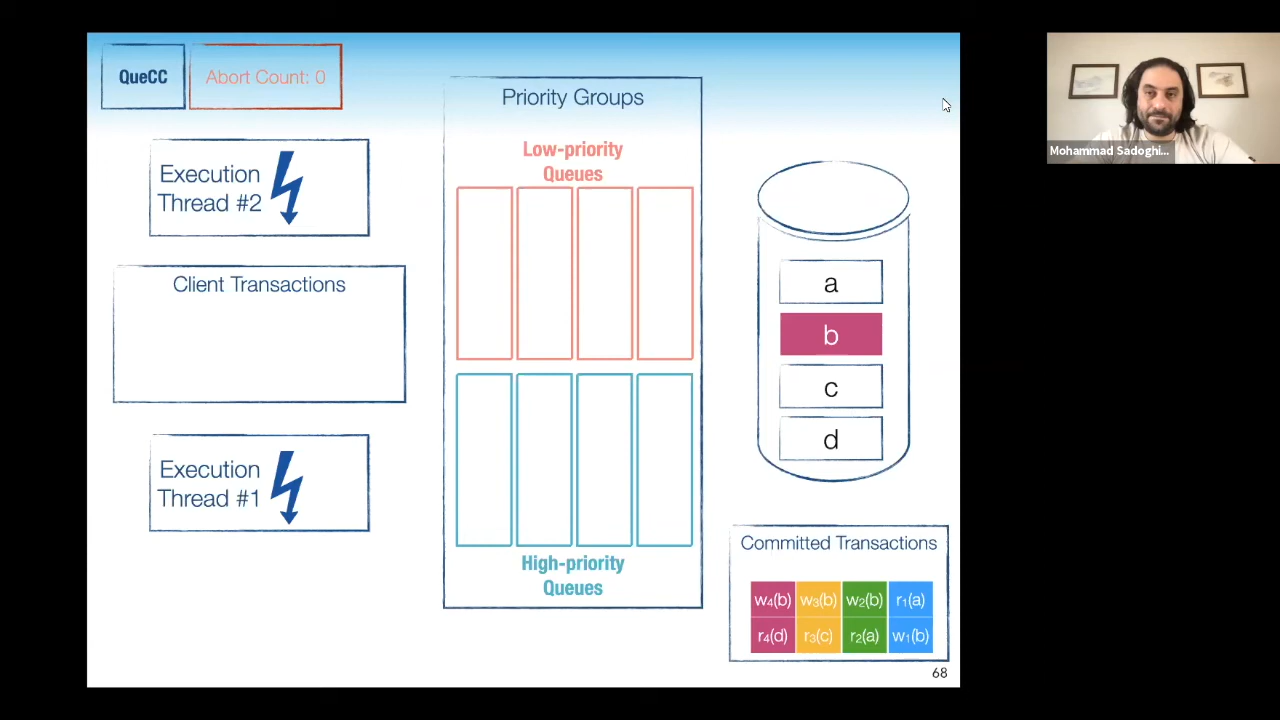 QueCC
Abort Count: 0
Execution
Thread #2
Client Transactions
Execution
Thread #1
Priority Groups
Low-priority
Queues
High-priority
Queues
a
b
c
d
Committed Transactions
w₄(b) w₃(b) w₂(b) r₁(a)
r₄(d) r₃(c) r₂(a) w₁(b)
68
Mohammad Sadoghi...